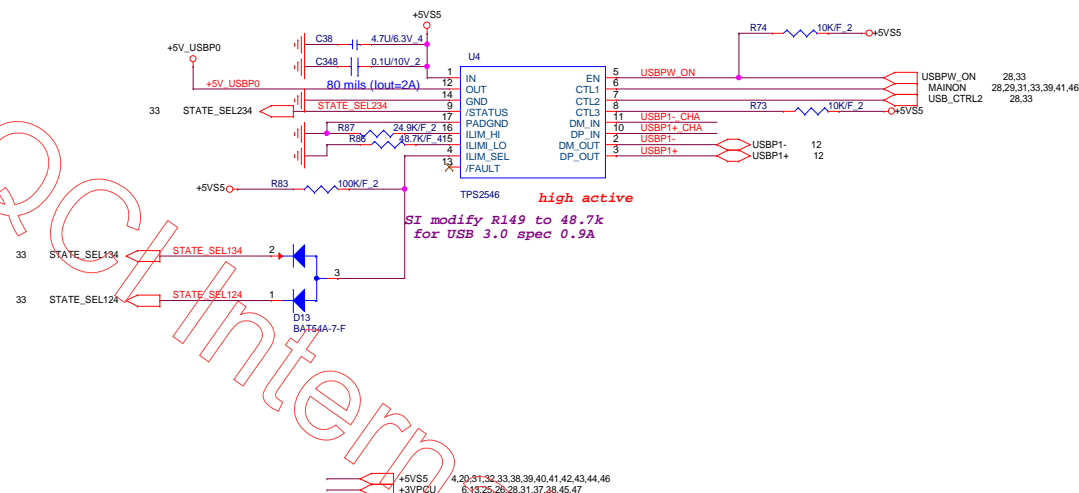 +5VS5
C38 4.7U/6.3V_4
R74 10K/F_2 +5VS5
+5V_USBP0
C348 0.1U/10V_2
U4
+5V_USBP0 80 mils (Iout=2A)
1 IN EN 5 USBPW_ON USBPW_ON 28,33
12 OUT CTL1 6 MAINON 28,29,31,33,39,41,46
14 GND CTL2 7 USB_CTRL2 28,33
33 STATE_SEL234 STATE_SEL234 9 /STATUS CTL3 8 R73 10K/F_2 +5VS5
17 PADGND DM_IN 11 USBP1-_CHA
R87 24.9K/F_2 16 ILIM_HI DP_IN 10 USBP1+_CHA
R86 48.7K/F_4 15 ILIMI_LO DM_OUT 2 USBP1- USBP1- 12
4 ILIM_SEL DP_OUT 3 USBP1+ USBP1+ 12
13 /FAULT
+5VS5 R83 100K/F_2
TPS2546 high active
SI modify R149 to 48.7k
for USB 3.0 spec 0.9A
33 STATE_SEL134 STATE_SEL134 2
3
33 STATE_SEL124 STATE_SEL124 1
D13
BAT54A-7-F
QCI Intern
+5VS5 4,20,31,32,33,38,39,40,41,42,43,44,46
+3VPCU 6,13,25,26,28,31,37,38,45,47